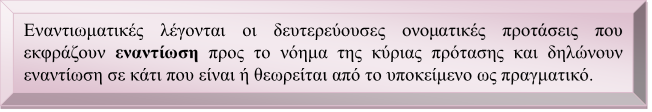 Εναντιωματικές λέγονται οι δευτερεύουσες ονοματικές προτάσεις που
εκφράζουν εναντίωση προς το νόημα της κύριας πρότασης και δηλώνουν
εναντίωση σε κάτι που είναι ή θεωρείται από το υποκείμενο ως πραγματικό.